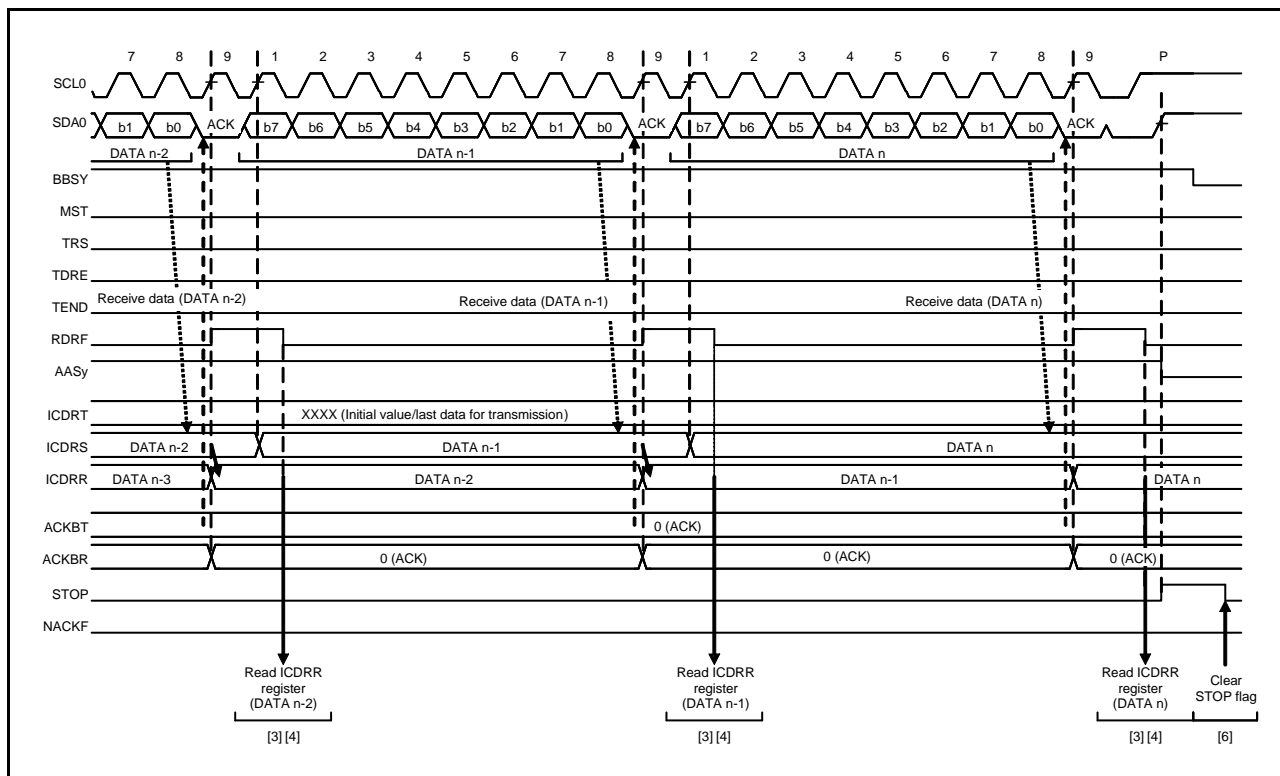 7 8 9 1 2 3 4 5 6 7 8 9 1 2 3 4 5 6 7 8 9 P
SCL0
SDA0 b1 b0 ACK b7 b6 b5 b4 b3 b2 b1 b0 ACK b7 b6 b5 b4 b3 b2 b1 b0 ACK
DATA n-2 DATA n-1 DATA n
BBSY
MST
TRS
TDRE
TEND
Receive data (DATA n-2) Receive data (DATA n-1) Receive data (DATA n)
RDRF
AASy
ICDRT XXXX (Initial value/last data for transmission)
ICDRS DATA n-2 DATA n-1 DATA n
ICDRR DATA n-3 DATA n-2 DATA n-1 DATA n
ACKBT 0 (ACK)
ACKBR 0 (ACK) 0 (ACK) 0 (ACK)
STOP
NACKF
Read ICDRR register (DATA n-2) Read ICDRR register (DATA n-1) Read ICDRR register (DATA n) Clear STOP flag
[3] [4] [3] [4] [3] [4] [6]